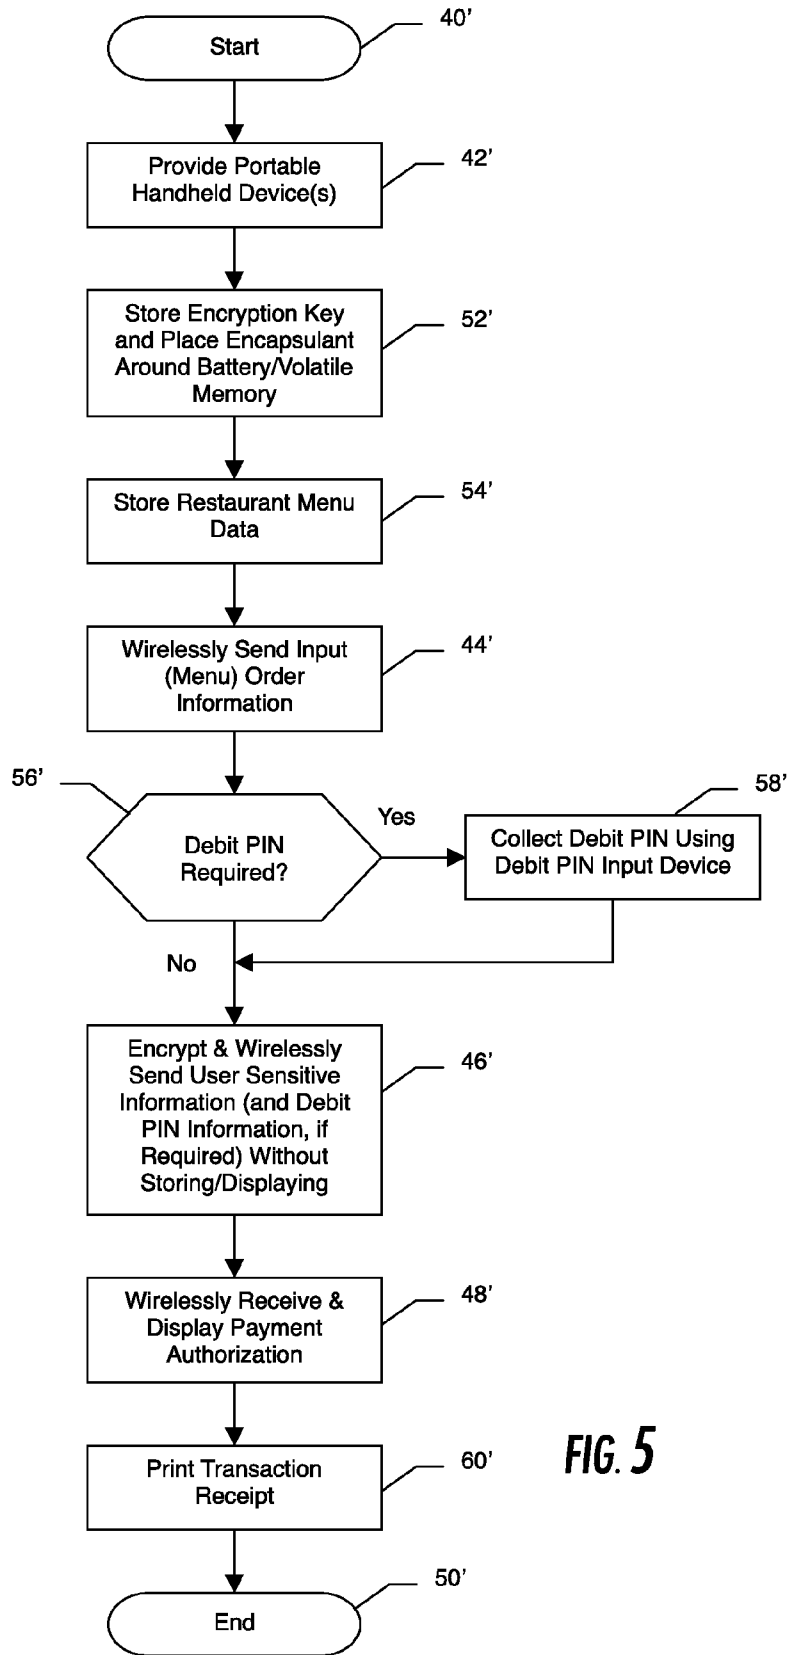 Start
40'
Provide Portable
Handheld Device(s)
42'
Store Encryption Key
and Place Encapsulant
Around Battery/Volatile
Memory
52'
Store Restaurant Menu
Data
54'
Wirelessly Send Input
(Menu) Order
Information
44'
56'
Debit PIN
Required?
Yes
58'
Collect Debit PIN Using
Debit PIN Input Device
No
Encrypt & Wirelessly
Send User Sensitive
Information (and Debit
PIN Information, if
Required) Without
Storing/Displaying
46'
Wirelessly Receive &
Display Payment
Authorization
48'
Print Transaction
Receipt
60'
FIG. 5
End
50'